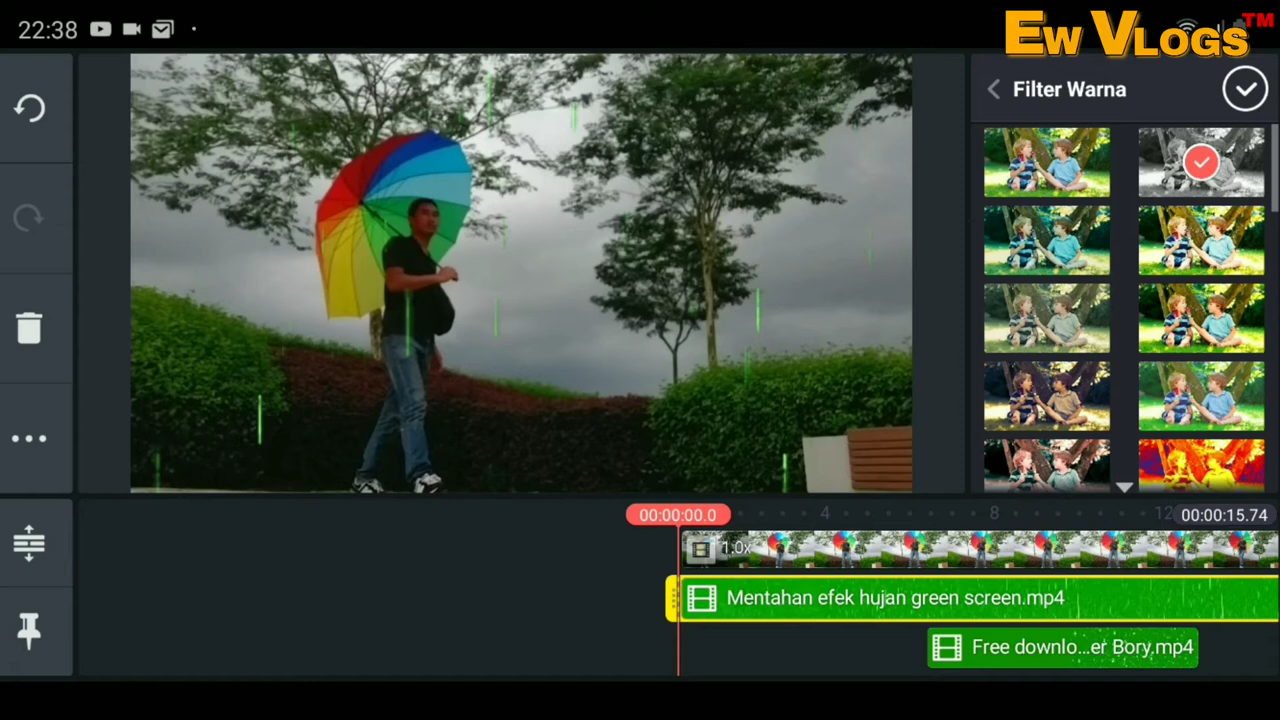 22:38
EW VLOGS™
Filter Warna
00:00:00.0
4
8
12
00:00:15.74
1.0x
Mentahan efek hujan green screen.mp4
Free downlo...er Bory.mp4